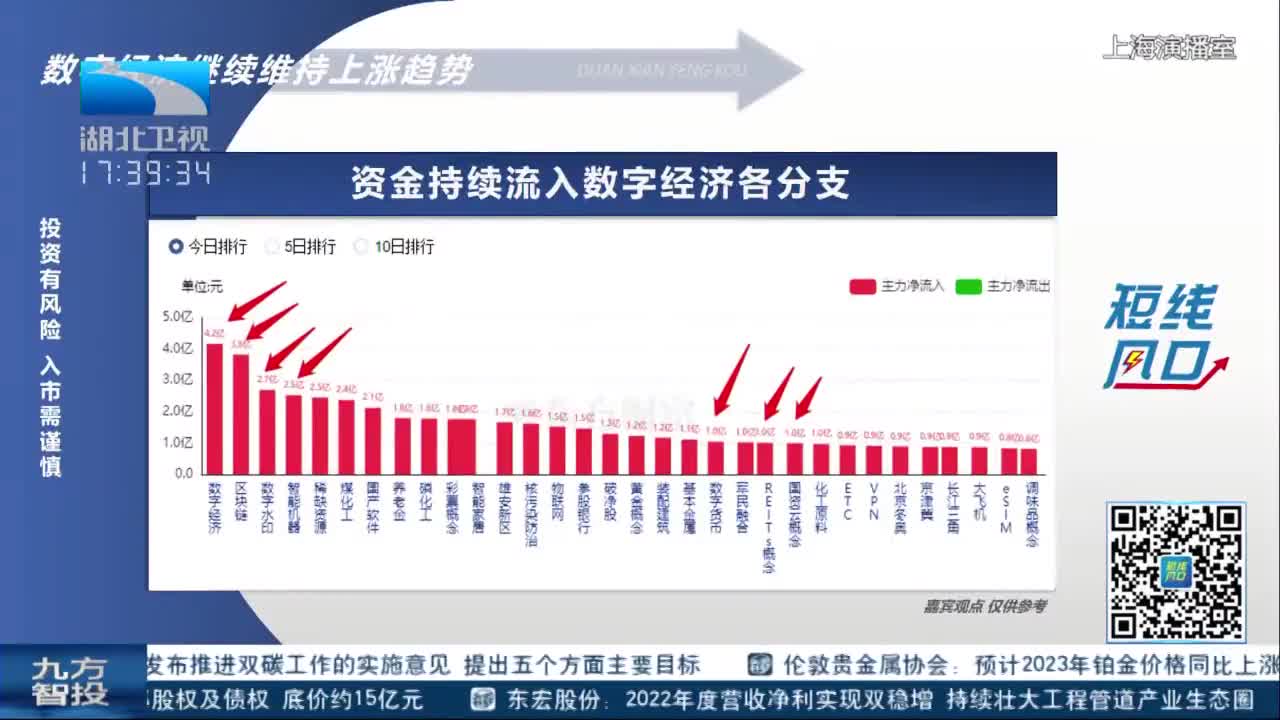 数字经济继续维持上涨趋势
DUAN XIAN FENG KOU
上海演播室
湖北卫视
17:39:34
资金持续流入数字经济各分支
投资有风险 入市需谨慎
今日排行 5日排行 10日排行
单位:元
主力净流入 主力净流出
5.0亿
4.0亿
3.0亿
2.0亿
1.0亿
0.0
4.2亿
3.8亿
2.7亿
2.5亿
2.5亿
2.4亿
2.1亿
1.8亿
1.8亿
1.7亿
1.6亿
1.5亿
1.5亿
1.3亿
1.2亿
1.2亿
1.1亿
1.0亿
1.0亿
1.0亿
1.0亿
1.0亿
0.9亿
0.9亿
0.9亿
0.9亿
0.9亿
0.9亿
0.8亿
0.8亿
数字经济
区块链
数字水印
智能机器
稀缺资源
煤化工
国产软件
养老金
磷化工
彩票概念
智能家居
雄安新区
核污染防治
物联网
参股银行
破净股
黄金概念
装配建筑
基本金属
数字货币
军民融合
REITs概念
国资云概念
化工原料
ETC
VPN
北京冬奥
京津冀
长江三角
大飞机
eSIM
调味品概念
短线
风口
短线
风口
嘉宾观点 仅供参考
九方
智投
发布推进双碳工作的实施意见 提出五个方面主要目标 伦敦贵金属协会：预计2023年铂金价格同比上涨
股权及债权 底价约15亿元 东宏股份：2022年度营收净利实现双稳增 持续壮大工程管道产业生态圈